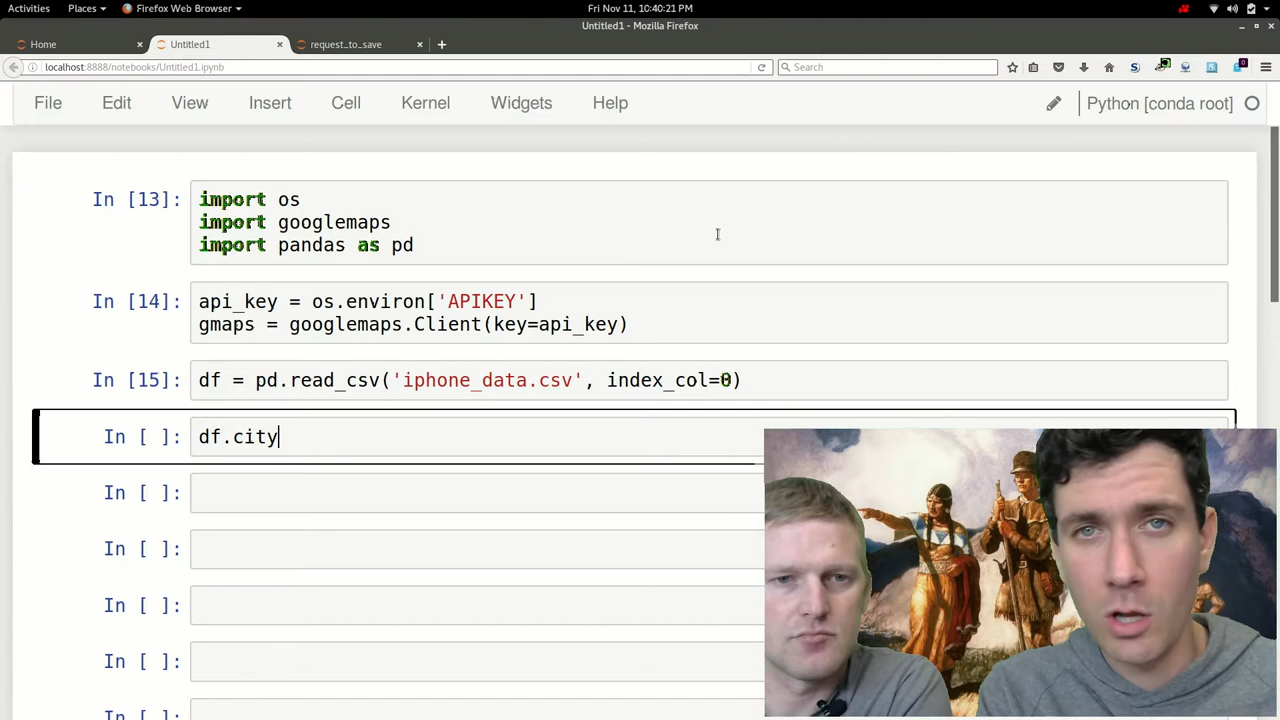 Activities Places Firefox Web Browser Fri Nov 11, 10:40:21 PM
Untitled1 - Mozilla Firefox
Home Untitled1 request_to_save
localhost:8888/notebooks/Untitled1.ipynb Search
File Edit View Insert Cell Kernel Widgets Help Python [conda root]
In [13]: import os
import googlemaps
import pandas as pd
In [14]: api_key = os.environ['APIKEY']
gmaps = googlemaps.Client(key=api_key)
In [15]: df = pd.read_csv('iphone_data.csv', index_col=0)
In [ ]: df.city
In [ ]:
In [ ]:
In [ ]:
In [ ]:
In [ ]: